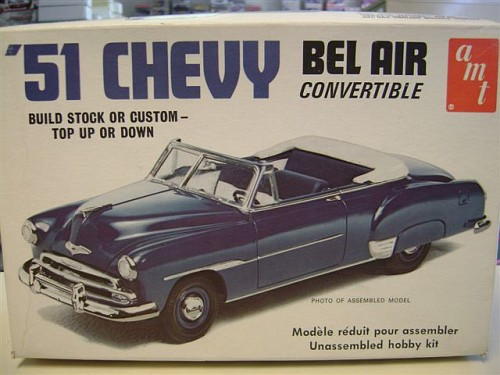 '51 CHEVY BEL AIR
CONVERTIBLE
amt
BUILD STOCK OR CUSTOM –
TOP UP OR DOWN
PHOTO OF ASSEMBLED MODEL
Modèle réduit pour assembler
Unassembled hobby kit